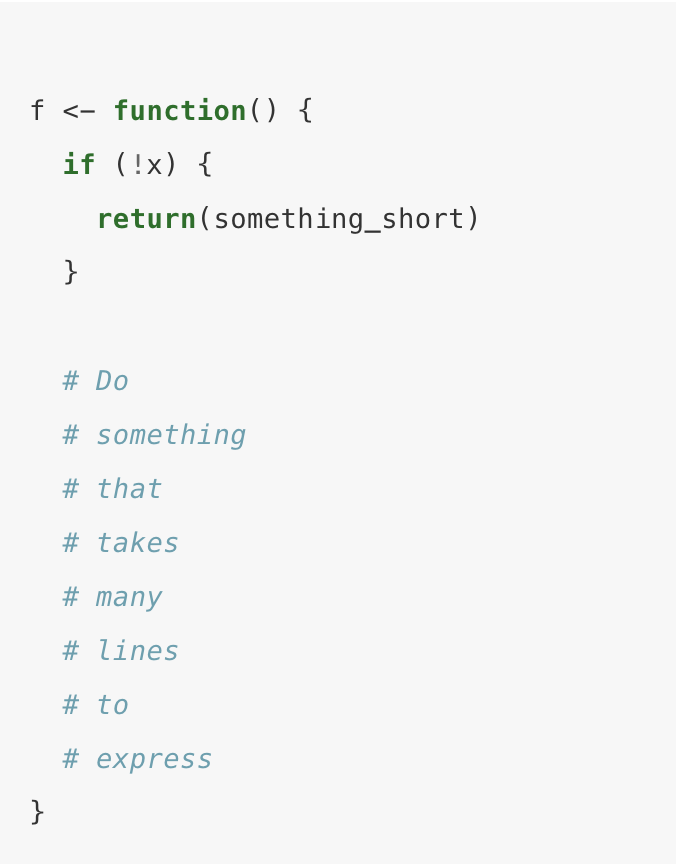 f <- function() {
  if (!x) {
    return(something_short)
  }

  # Do
  # something
  # that
  # takes
  # many
  # lines
  # to
  # express
}